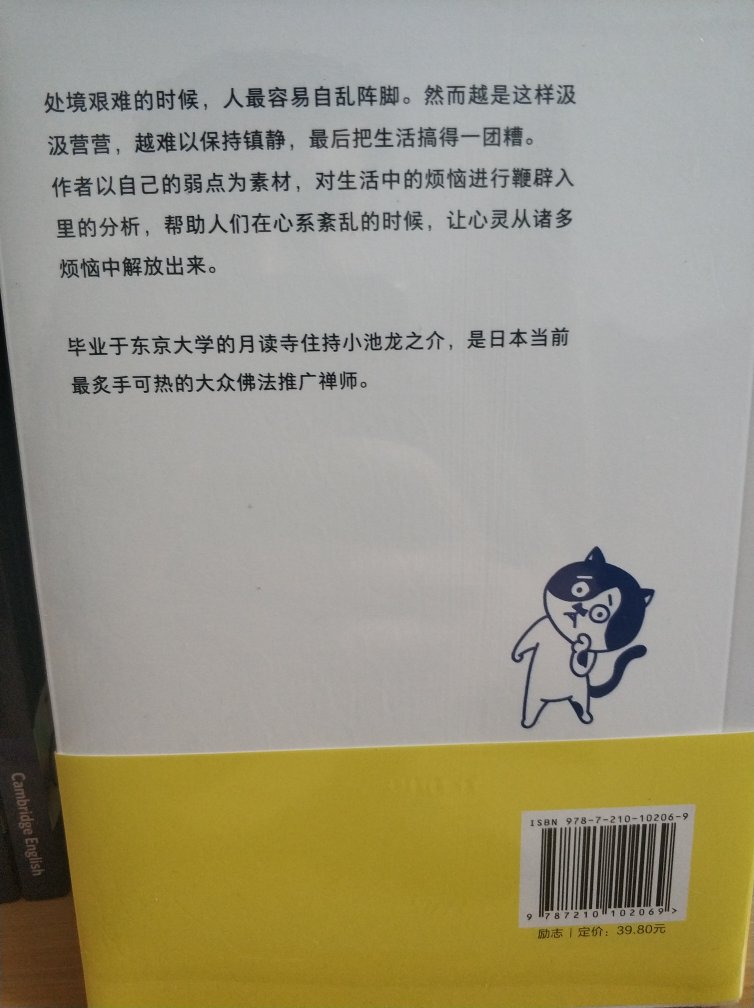 处境艰难的时候，人最容易自乱阵脚。然而越是这样汲
汲营营，越难以保持镇静，最后把生活搞得一团糟。
作者以自己的弱点为素材，对生活中的烦恼进行鞭辟入
里的分析，帮助人们在心系紊乱的时候，让心灵从诸多
烦恼中解放出来。
毕业于东京大学的月读寺住持小池龙之介，是日本当前
最炙手可热的大众佛法推广禅师。
Cambridge English
ISBN 978-7-210-10206-9
9 787210 102069 >
励志 | 定价：39.80元